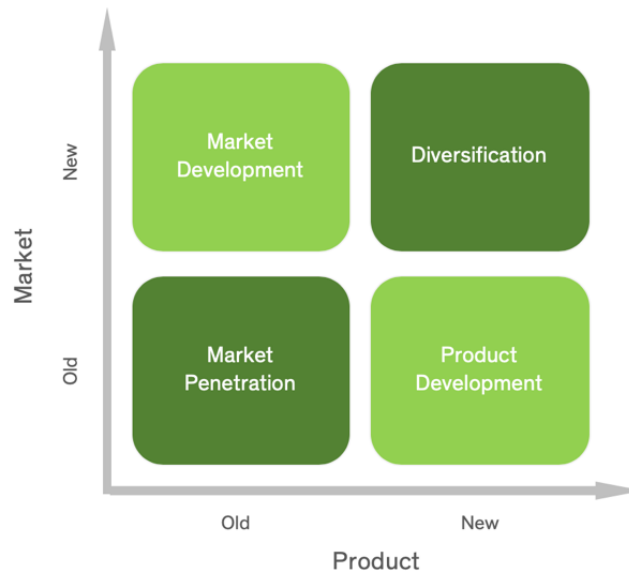 Market
New
Old
Market
Development
Diversification
Market
Penetration
Product
Development
Old
New
Product